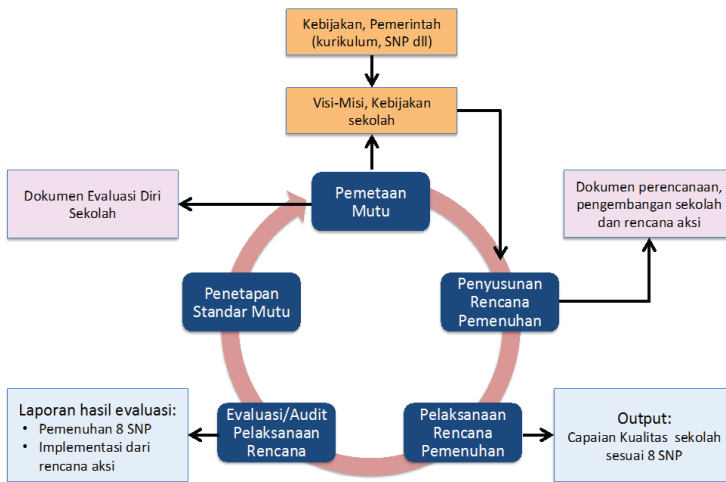 Kebijakan, Pemerintah
(kurikulum, SNP dll)
Visi-Misi, Kebijakan
sekolah
Pemetaan
Mutu
Dokumen Evaluasi Diri
Sekolah
Dokumen perencanaan,
pengembangan sekolah
dan rencana aksi
Penetapan
Standar Mutu
Penyusunan
Rencana
Pemenuhan
Laporan hasil evaluasi:
• Pemenuhan 8 SNP
• Implementasi dari
rencana aksi
Evaluasi/Audit
Pelaksanaan
Rencana
Pelaksanaan
Rencana
Pemenuhan
Output:
Capaian Kualitas sekolah
sesuai 8 SNP